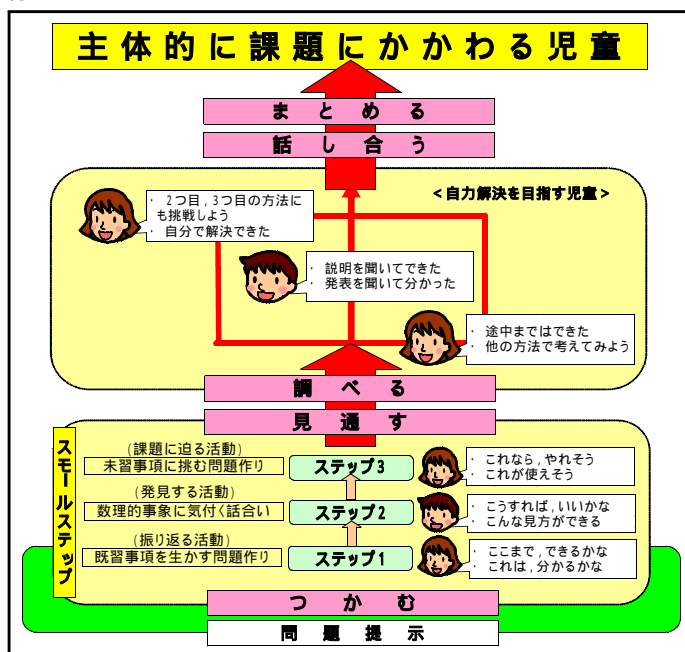 主体的に課題にかかわる児童
まとめる
話し合う
<自力解決を目指す児童>
・ 2つ目,3つ目の方法に
も挑戦しよう
・ 自分で解決できた
・ 説明を聞いてできた
・ 発表を聞いて分かった
・ 途中まではできた
・ 他の方法で考えてみよう
調べる
見通す
スモールステップ
(課題に迫る活動)
未習事項に挑む問題作り
ステップ3
・ これなら,やれそう
・ これが使えそう
(発見する活動)
数理的事象に気付く話合い
ステップ2
・ こうすれば,いいかな
・ こんな見方ができる
(振り返る活動)
既習事項を生かす問題作り
ステップ1
・ ここまで,できるかな
・ これは,分かるかな
つかむ
問題提示